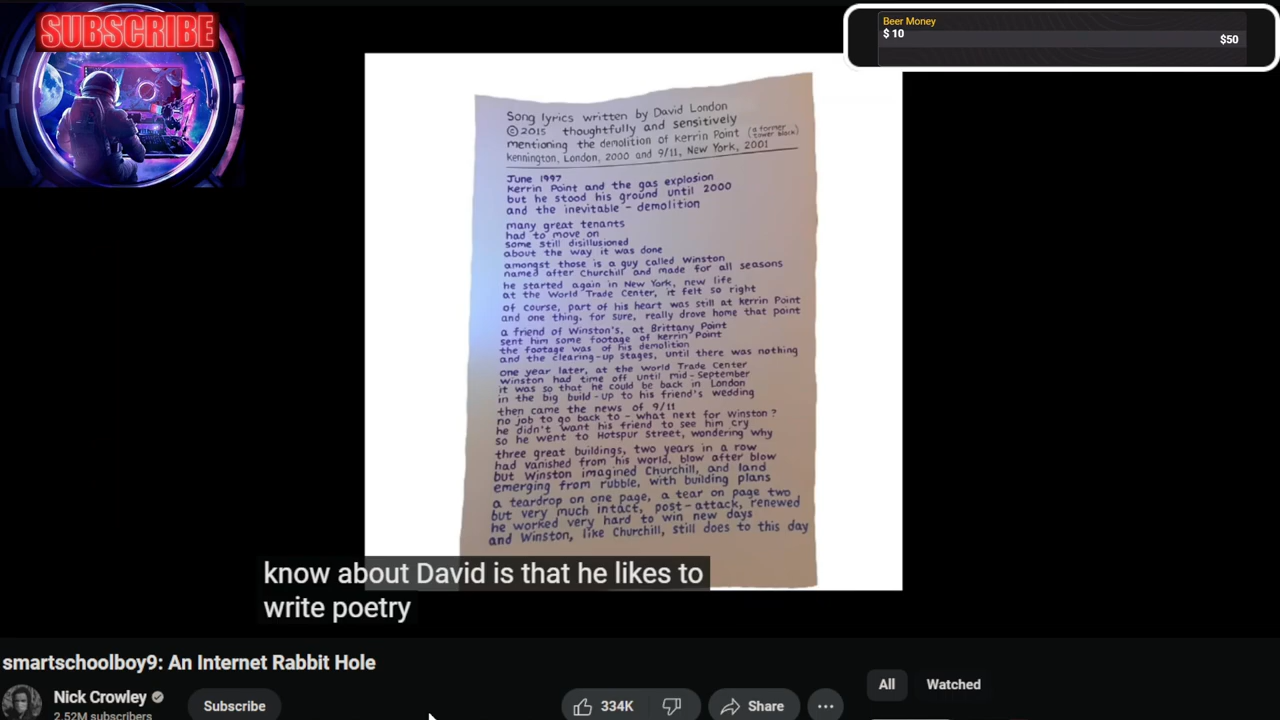 SUBSCRIBE
Beer Money
$ 10
$50
Song lyrics written by David London
©2015 thoughtfully and sensitively
mentioning the demolition of Kerrin Point (a former tower block)
Kennington, London, 2000 and 9/11, New York, 2001
June 1997
Kerrin Point and the gas explosion
but he stood his ground until 2000
and the inevitable - demolition
many great tenants
had to move on
some still disillusioned
about the way it was done
amongst those is a guy called Winston
named after Churchill and made for all seasons
he started again in New York, new life
at the World Trade Center, it felt so right
of course, part of his heart was still at Kerrin Point
and one thing, for sure, really drove home that point
a friend of Winston's, at Brittany Point
sent him some footage of Kerrin Point
the footage was of his demolition
and the clearing-up stages, until there was nothing
one year later, at the World Trade Center
Winston had time off until mid-September
it was so that he could be back in London
in the big build-up to his friend's wedding
then came the news of 9/11
no job to go back to - what next for Winston?
he didn't want his friend to see him cry
so he went to Hotspur Street, wondering why
three great buildings, two years in a row
had vanished from his world, blow after blow
but Winston imagined Churchill, and land
emerging from rubble, with building plans
a teardrop on one page, a tear on page two
but very much intact, post-attack, renewed
he worked very hard to win new days
and Winston, like Churchill, still does to this day
know about David is that he likes to
write poetry
smartschoolboy9: An Internet Rabbit Hole
Nick Crowley
2.52M subscribers
Subscribe
334K
Share
All
Watched